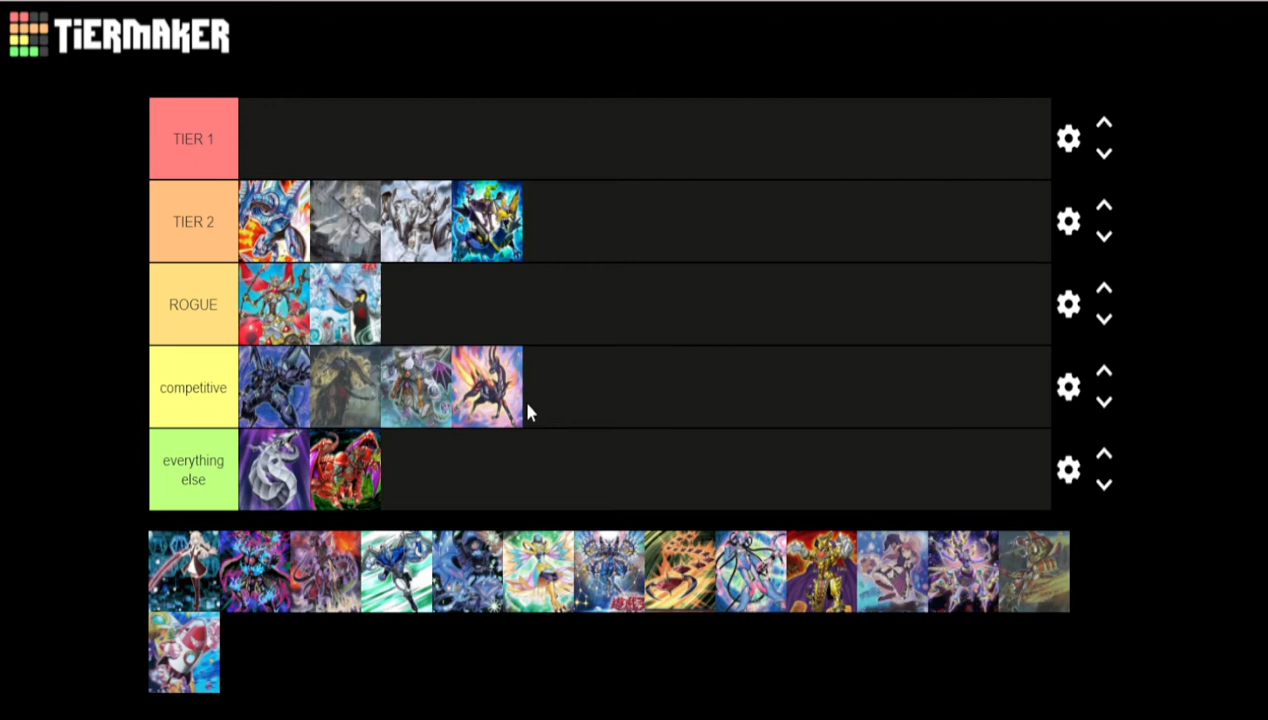 TiERMAKER
TIER 1
TIER 2
ROGUE
competitive
everything
else